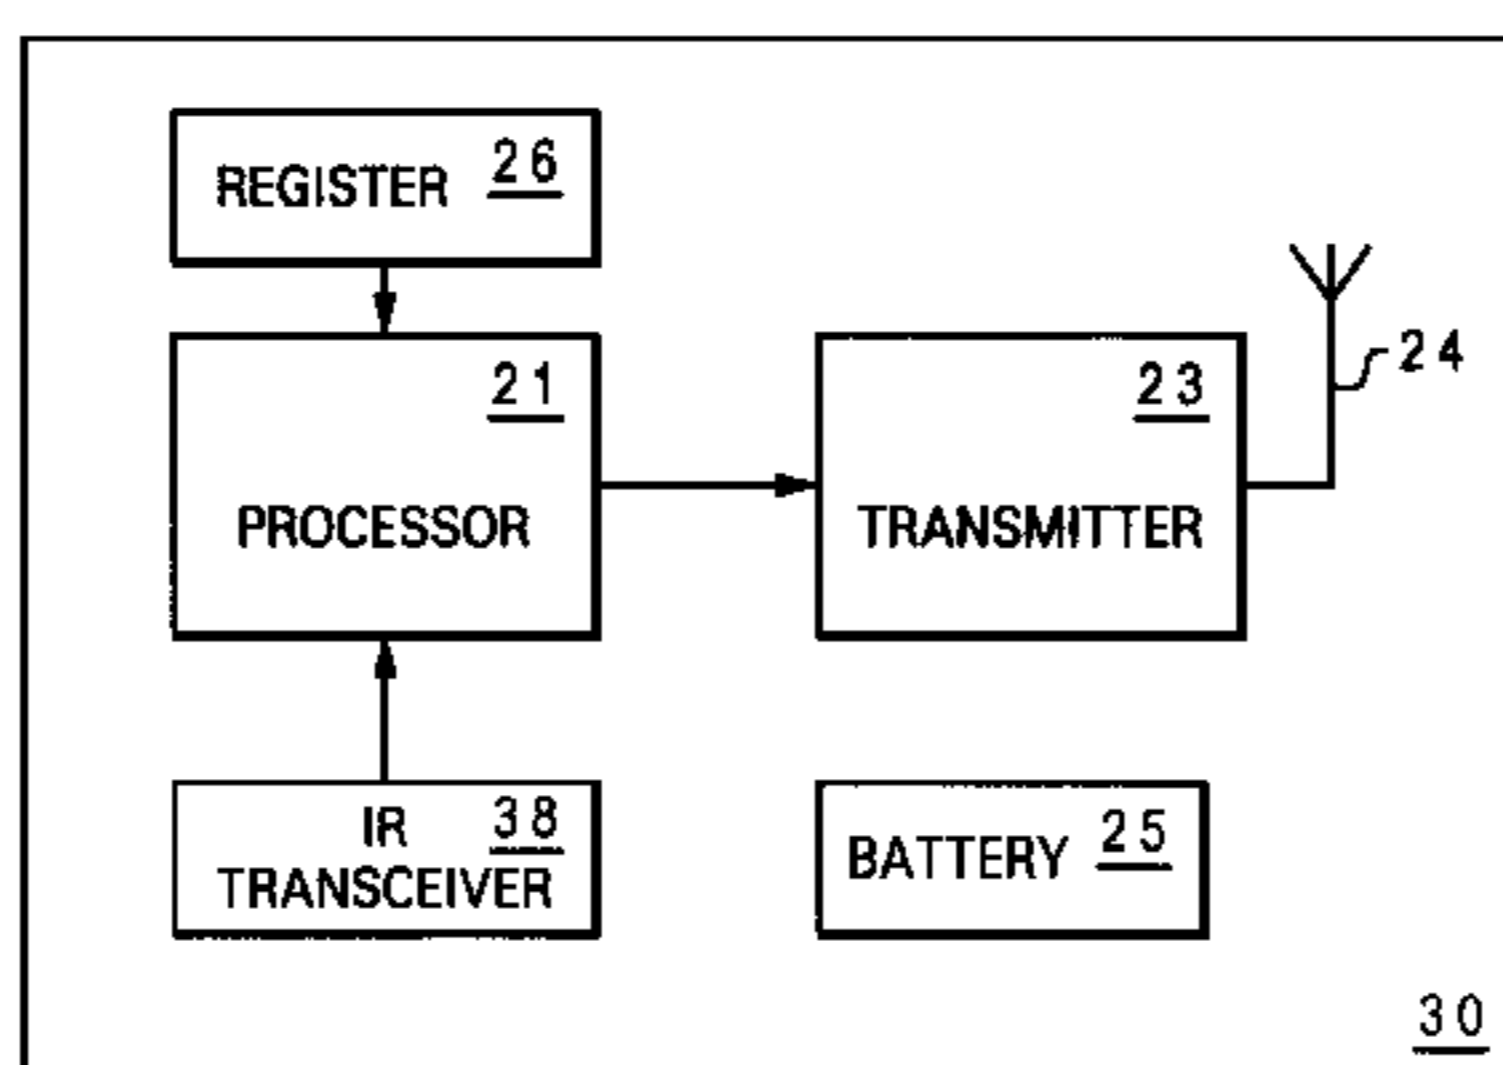 REGISTER 26
21
PROCESSOR
23
TRANSMITTER
24
IR 38
TRANSCEIVER
BATTERY 25
30